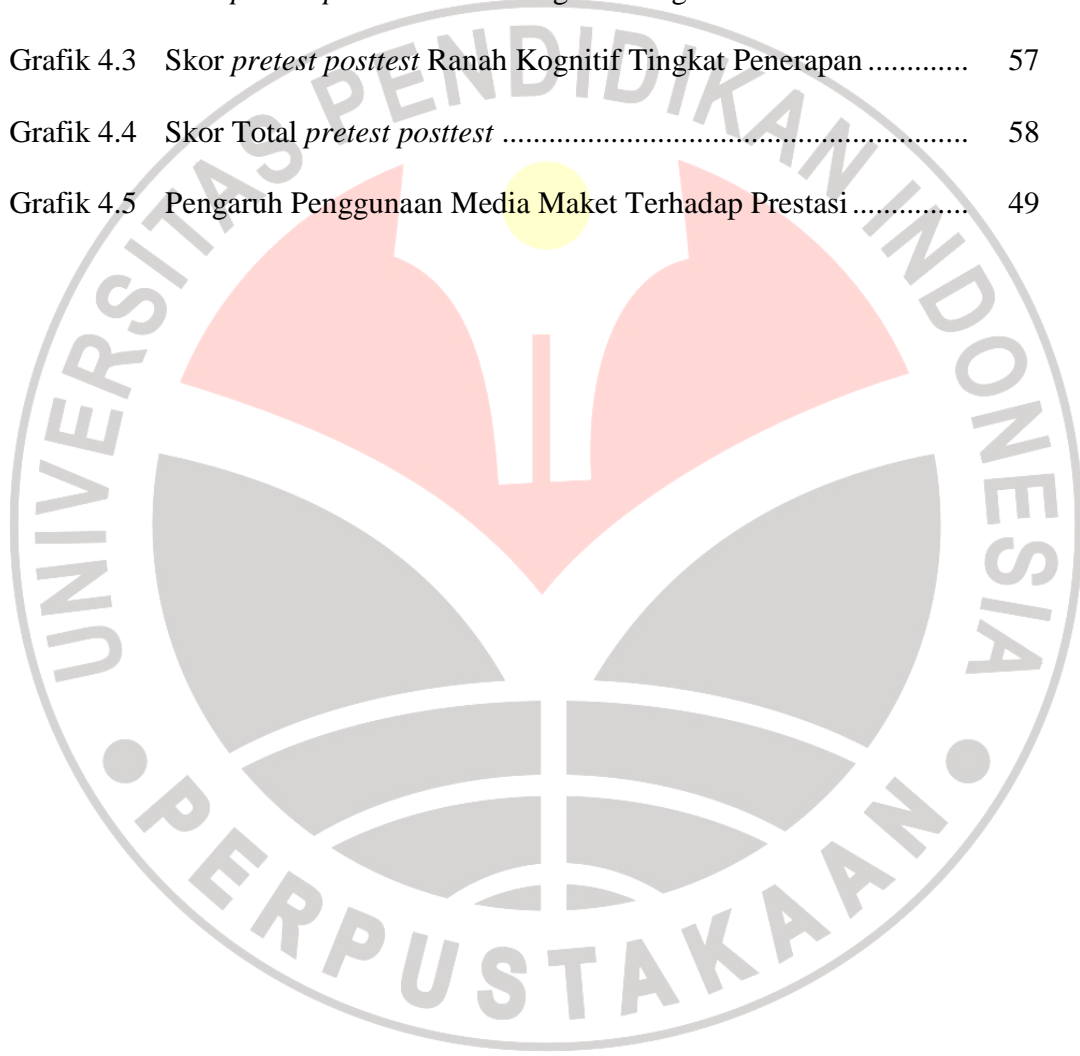 Grafik 4.3 Skor pretest posttest Ranah Kognitif Tingkat Penerapan ............. 57
Grafik 4.4 Skor Total pretest posttest ........................................................... 58
Grafik 4.5 Pengaruh Penggunaan Media Maket Terhadap Prestasi ............... 49
UNIVERSITAS PENDIDIKAN INDONESIA
PERPUSTAKAAN